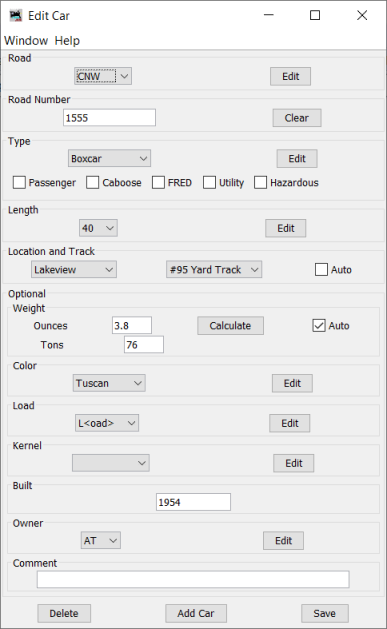 Edit Car
Window Help
Road
CNW Edit
Road Number
1555 Clear
Type
Boxcar Edit
Passenger Caboose FRED Utility Hazardous
Length
40 Edit
Location and Track
Lakeview #95 Yard Track Auto
Optional
Weight
Ounces 3.8 Calculate Auto
Tons 76
Color
Tuscan Edit
Load
L<oad> Edit
Kernel
Edit
Built
1954
Owner
AT Edit
Comment
Delete Add Car Save